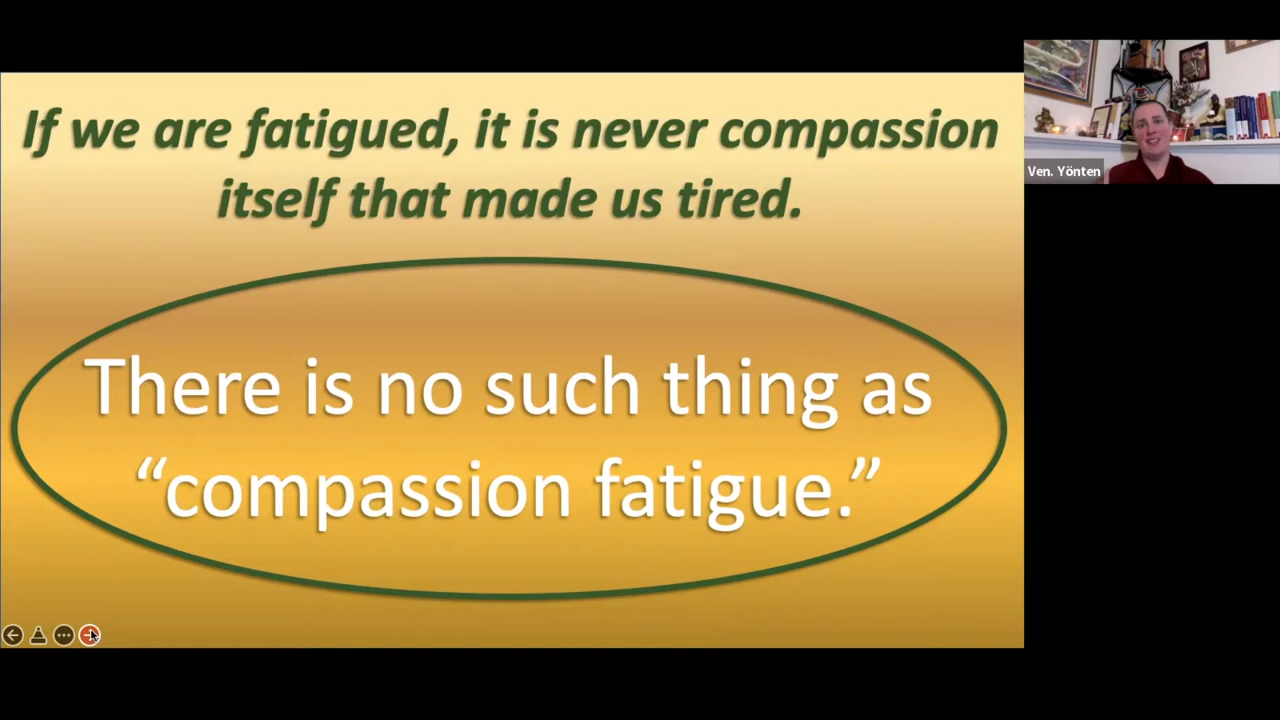 If we are fatigued, it is never compassion
itself that made us tired.
There is no such thing as
“compassion fatigue.”
Ven. Yönten